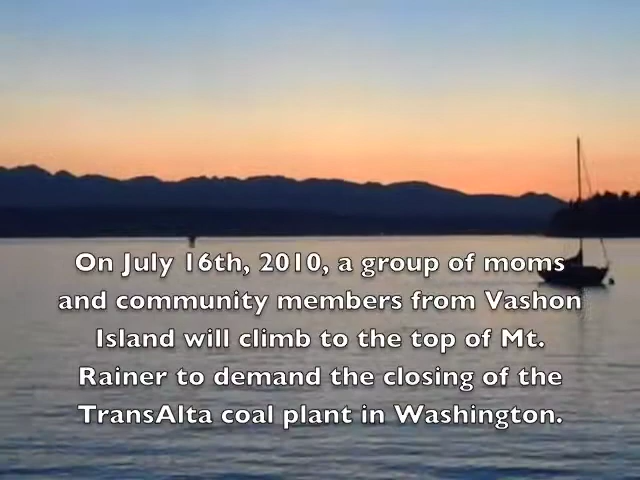 On July 16th, 2010, a group of moms
and community members from Vashon
Island will climb to the top of Mt.
Rainer to demand the closing of the
TransAlta coal plant in Washington.